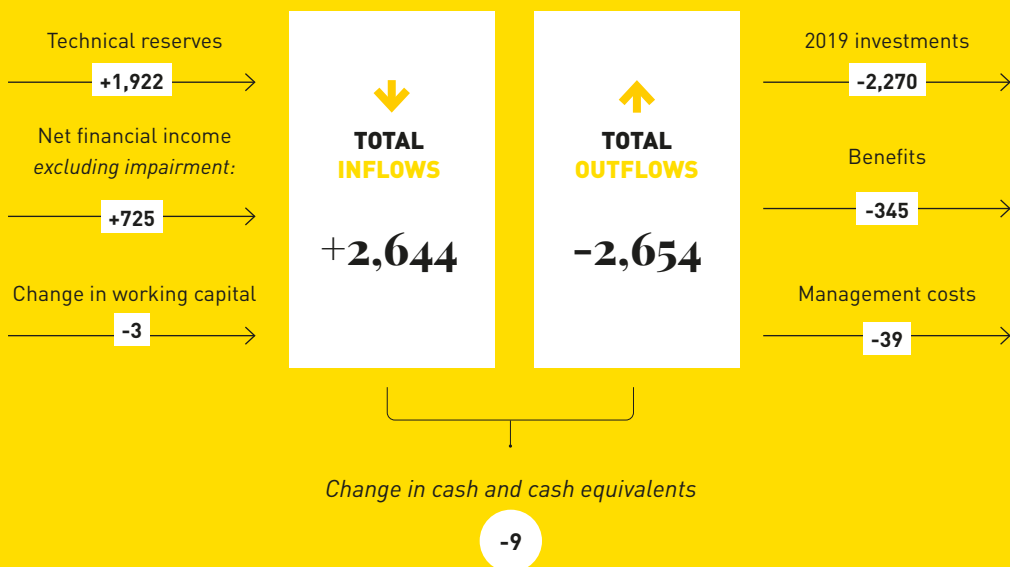 Technical reserves
+1,922
Net financial income
excluding impairment:
+725
Change in working capital
-3
TOTAL
INFLOWS
+2,644
TOTAL
OUTFLOWS
-2,654
2019 investments
-2,270
Benefits
-345
Management costs
-39
Change in cash and cash equivalents
-9